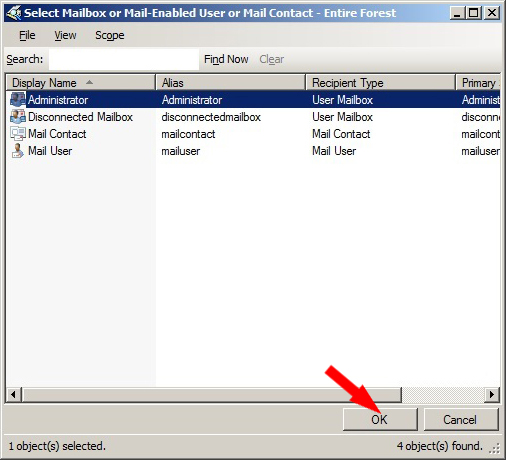 Select Mailbox or Mail-Enabled User or Mail Contact - Entire Forest
File View Scope
Search: Find Now Clear
Display Name Alias Recipient Type Primary
Administrator Administrator User Mailbox Administ
Disconnected Mailbox disconnectedmailbox User Mailbox disconne
Mail Contact mailcontact Mail Contact mailcont
Mail User mailuser Mail User mailuser
OK Cancel
1 object(s) selected. 4 object(s) found.